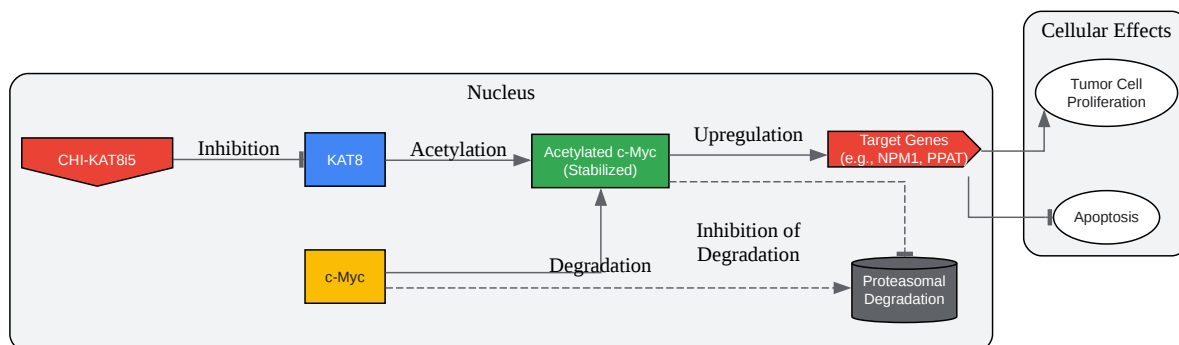 Cellular Effects
Tumor Cell
Proliferation
Nucleus
CHI-KAT8i5
Inhibition
KAT8
Acetylation
Acetylated c-Myc
(Stabilized)
Upregulation
Target Genes
(e.g., NPM1, PPAT)
Apoptosis
Inhibition of
Degradation
c-Myc
Degradation
Proteasomal
Degradation